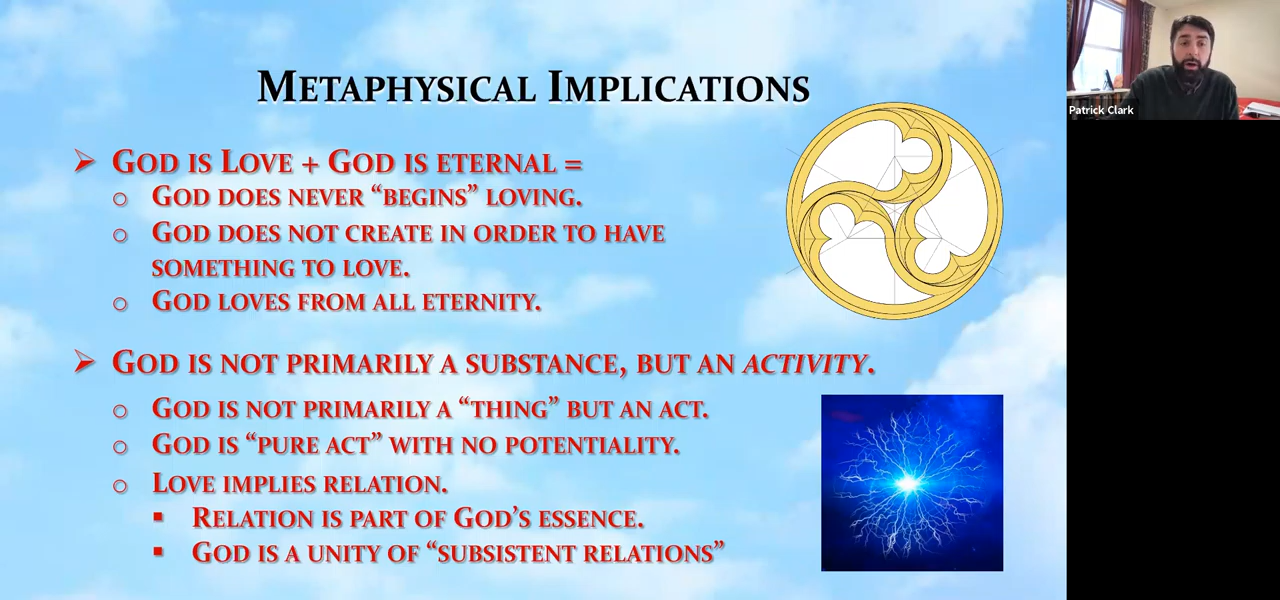 Metaphysical Implications
God is Love + God is eternal =
God does never “begins” loving.
God does not create in order to have
something to love.
God loves from all eternity.
God is not primarily a substance, but an activity.
God is not primarily a “thing” but an act.
God is “pure act” with no potentiality.
Love implies relation.
Relation is part of God’s essence.
God is a unity of “subsistent relations”
Patrick Clark